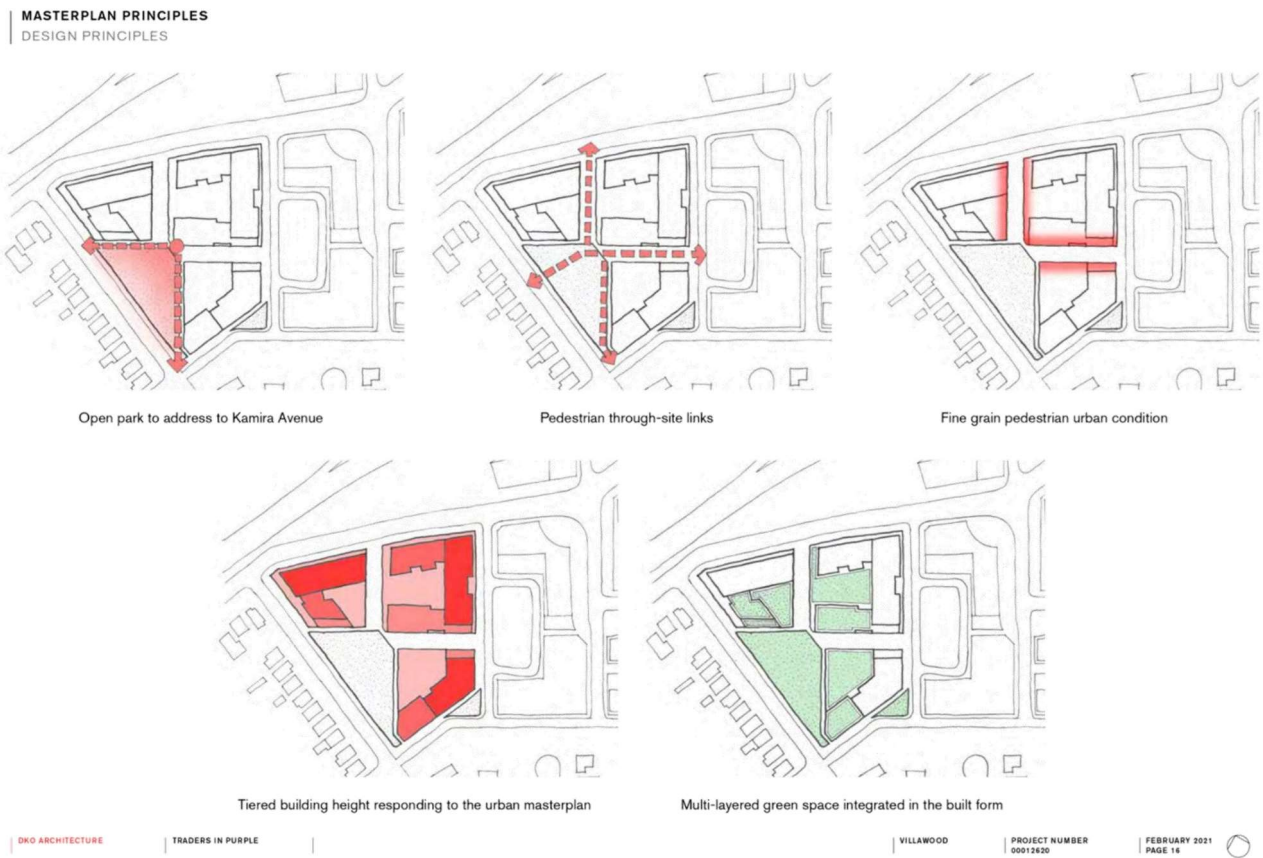 MASTERPLAN PRINCIPLES
DESIGN PRINCIPLES
Open park to address to Kamira Avenue
Pedestrian through-site links
Fine grain pedestrian urban condition
Tiered building height responding to the urban masterplan
Multi-layered green space integrated in the built form
DKO ARCHITECTURE
TRADERS IN PURPLE
VILLAWOOD
PROJECT NUMBER
00012620
FEBRUARY 2021
PAGE 16